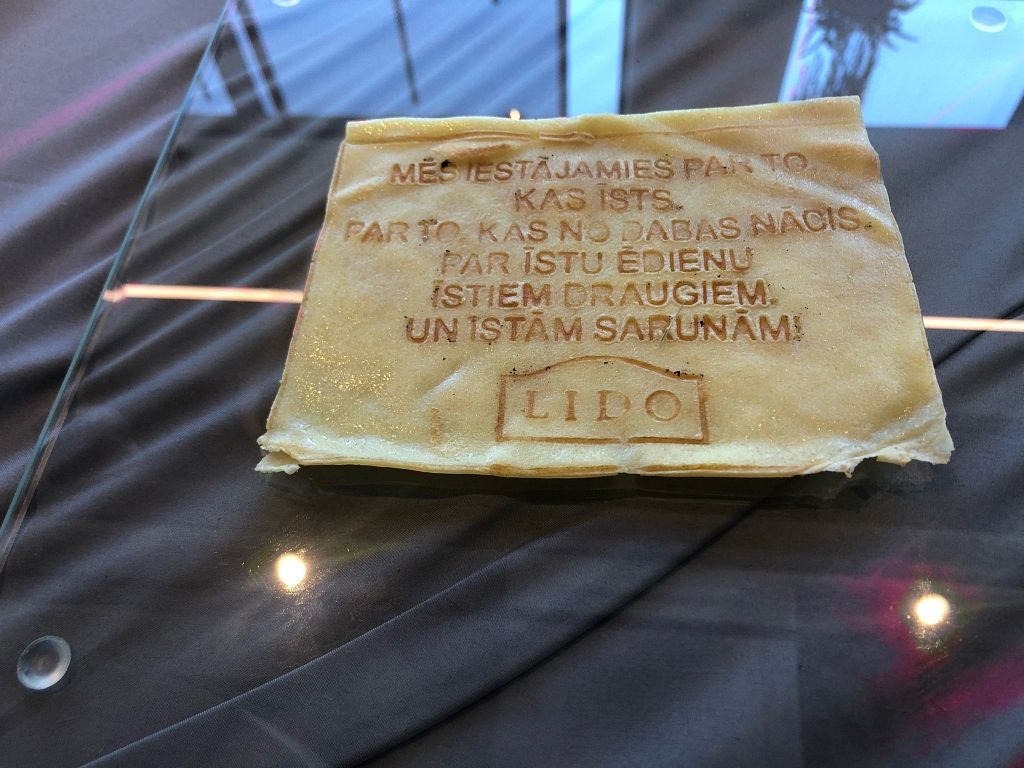 MĒS IESTĀJAMIES PAR TO,
KAS ĪSTS.
PAR TO, KAS NO DABAS NĀCIS.
PAR ĪSTU ĒDIENU
ĪSTIEM DRAUGIEM.
UN ĪSTĀM SARUNĀM!
LIDO